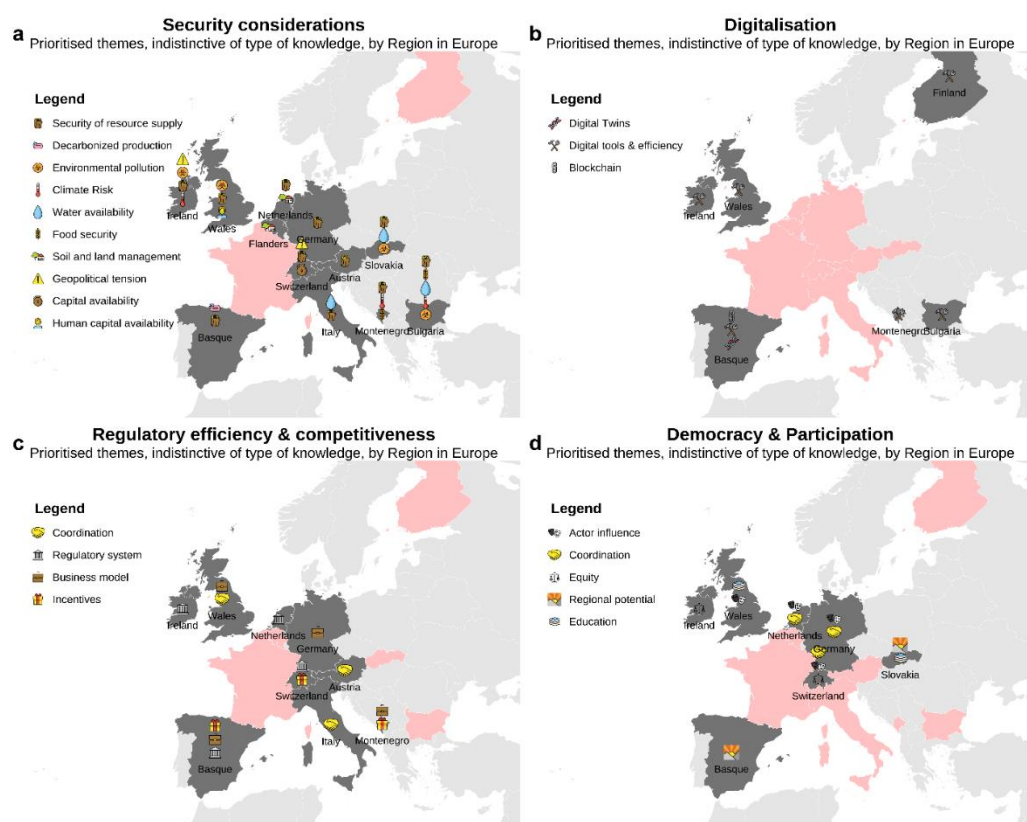 a
Security considerations
Prioritised themes, indistinctive of type of knowledge, by Region in Europe
Legend
Security of resource supply
Decarbonized production
Environmental pollution
Climate Risk
Water availability
Food security
Soil and land management
Geopolitical tension
Capital availability
Human capital availability
Ireland
Wales
Netherlands
Flanders
Germany
Slovakia
Austria
Switzerland
Italy
Montenegro
Bulgaria
Basque
b
Digitalisation
Prioritised themes, indistinctive of type of knowledge, by Region in Europe
Legend
Digital Twins
Digital tools & efficiency
Blockchain
Finland
Ireland
Wales
Montenegro
Bulgaria
Basque
c
Regulatory efficiency & competitiveness
Prioritised themes, indistinctive of type of knowledge, by Region in Europe
Legend
Coordination
Regulatory system
Business model
Incentives
Ireland
Wales
Netherlands
Germany
Switzerland
Austria
Italy
Montenegro
Basque
d
Democracy & Participation
Prioritised themes, indistinctive of type of knowledge, by Region in Europe
Legend
Actor influence
Coordination
Equity
Regional potential
Education
Ireland
Wales
Netherlands
Germany
Slovakia
Switzerland
Basque